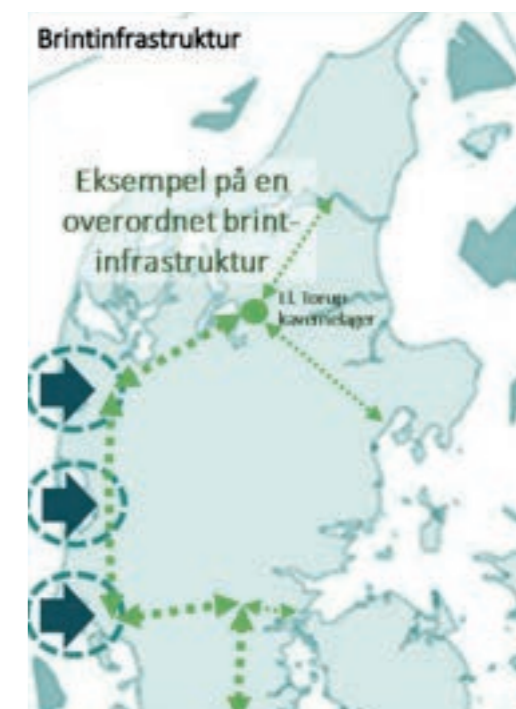 Brintinfrastruktur
Eksempel på en
overordnet brint-
infrastruktur
Ll. Torup
kavernelager